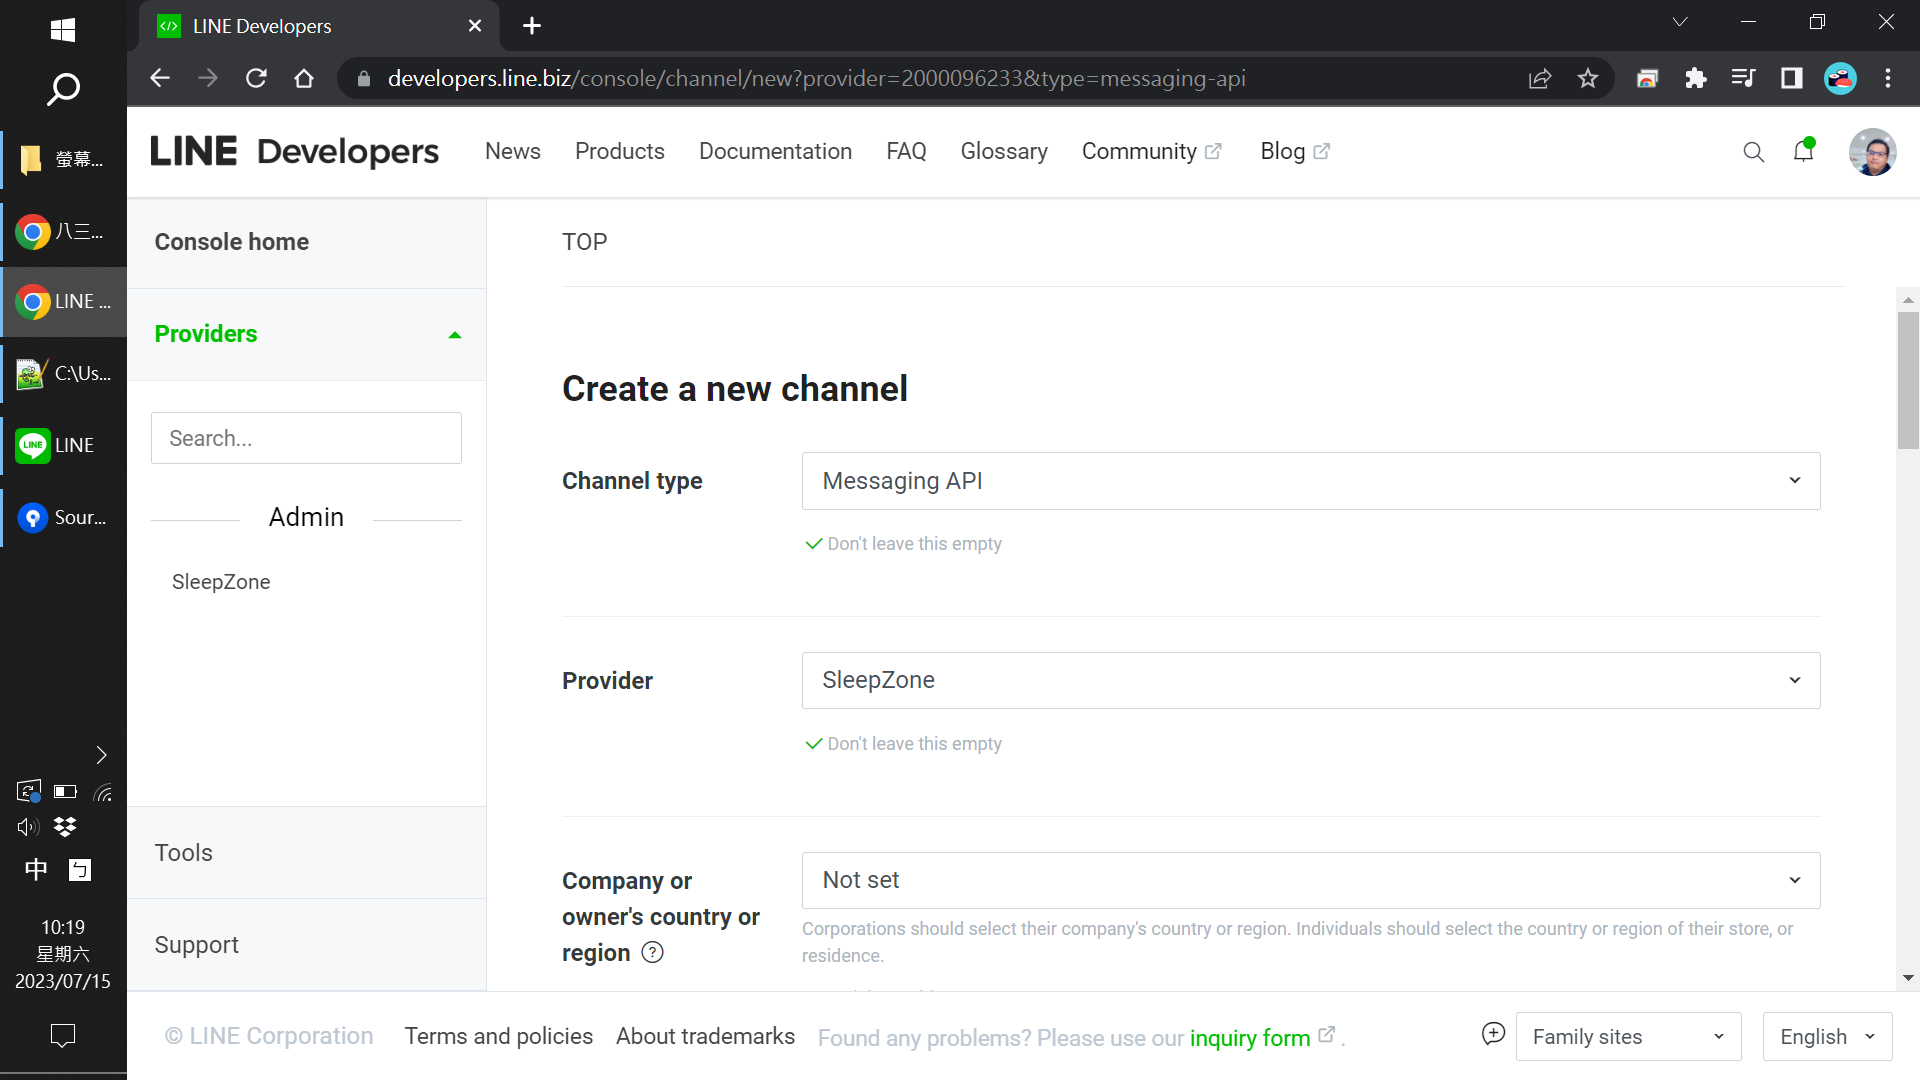 LINE Developers
developers.line.biz/console/channel/new?provider=2000096233&type=messaging-api
螢幕...
八三...
LINE ...
C:\Us...
LINE
Sour...
中
ㄅ
10:19
星期六
2023/07/15
LINE Developers
News
Products
Documentation
FAQ
Glossary
Community
Blog
Console home
Providers
Search...
Admin
SleepZone
Tools
Support
TOP
Create a new channel
Channel type
Messaging API
Don't leave this empty
Provider
SleepZone
Don't leave this empty
Company or
owner's country or
region
Not set
Corporations should select their company's country or region. Individuals should select the country or region of their store, or
residence.
© LINE Corporation
Terms and policies
About trademarks
Found any problems? Please use our inquiry form .
Family sites
English